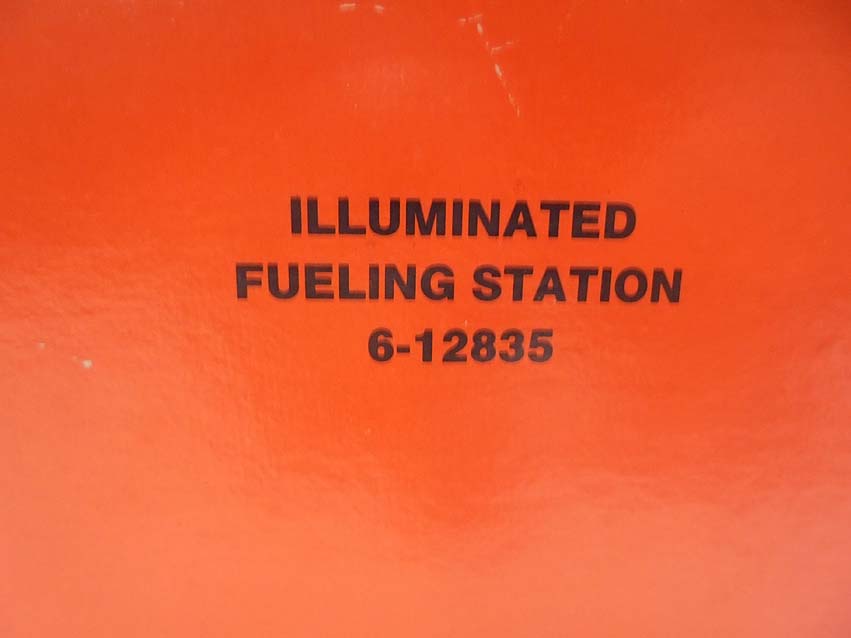 ILLUMINATED
FUELING STATION
6-12835